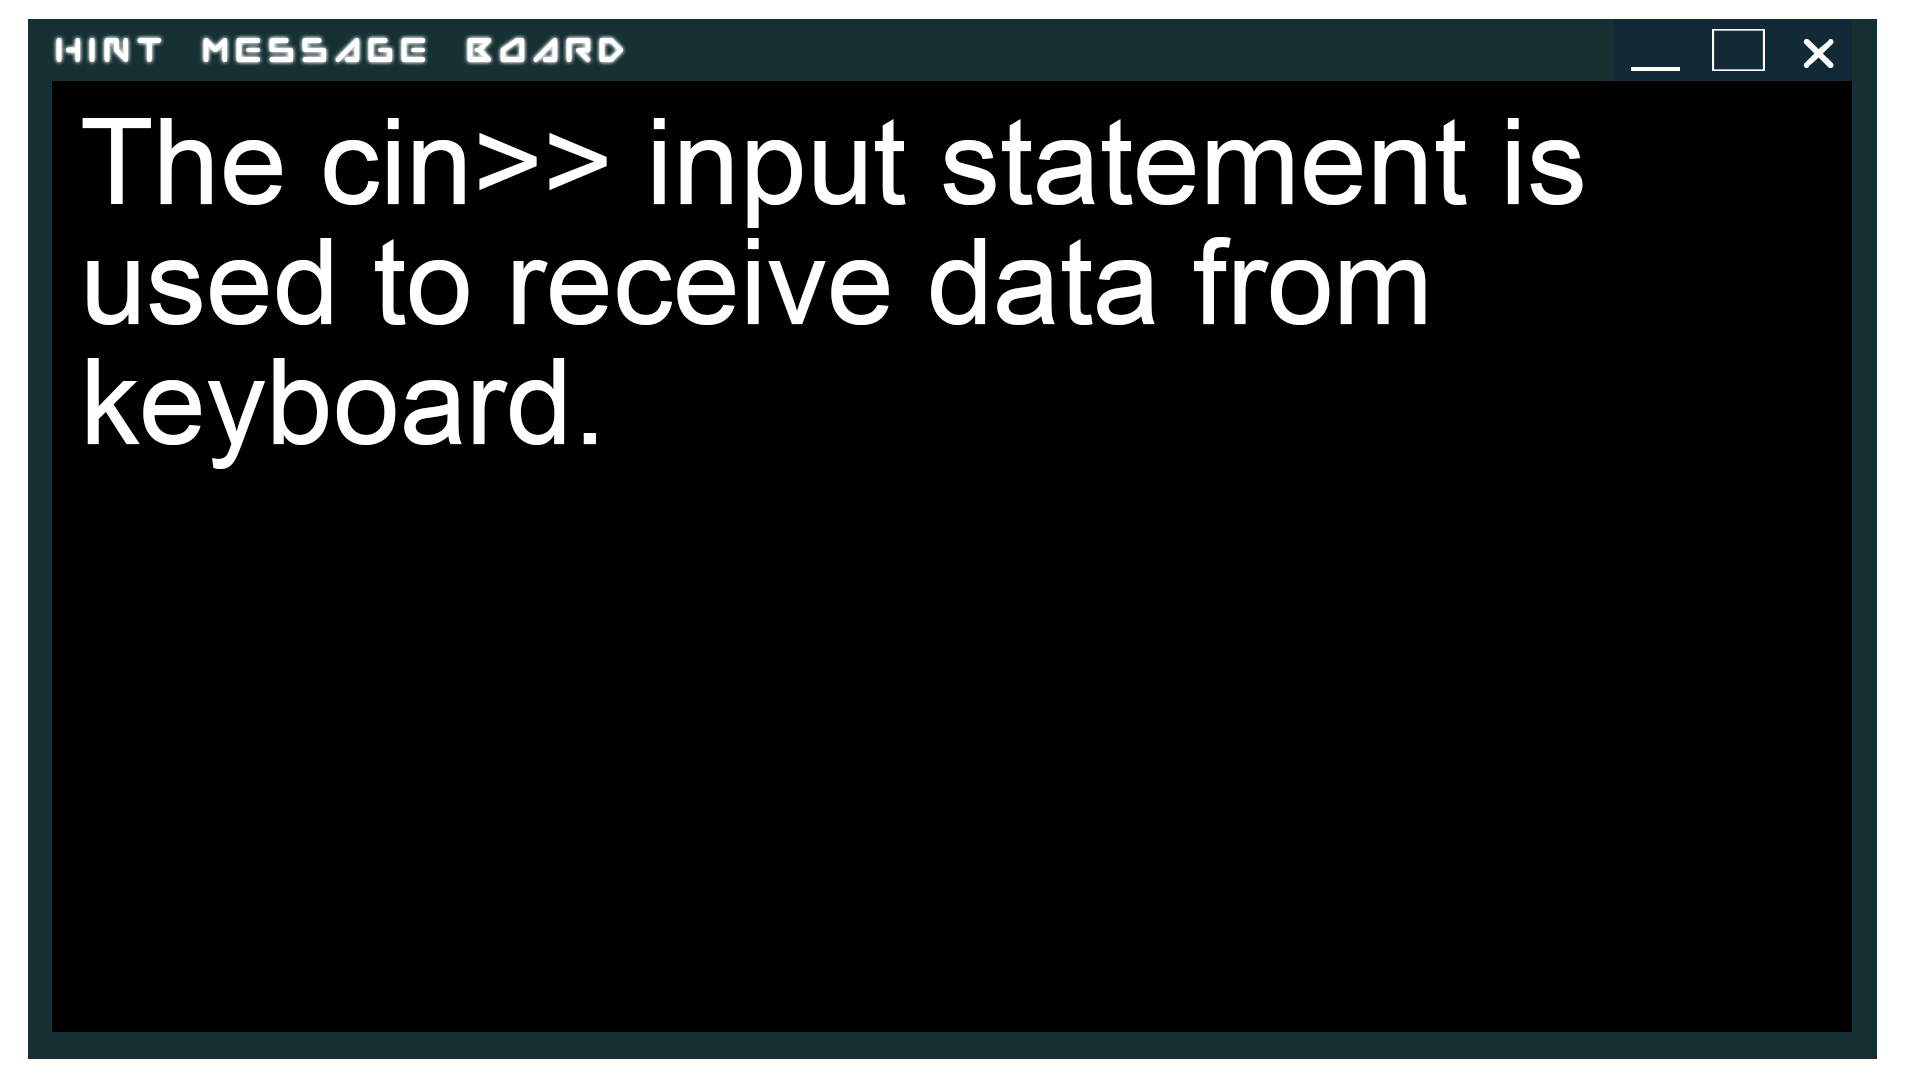 HINT MESSAGE BOARD
The cin>> input statement is
used to receive data from
keyboard.